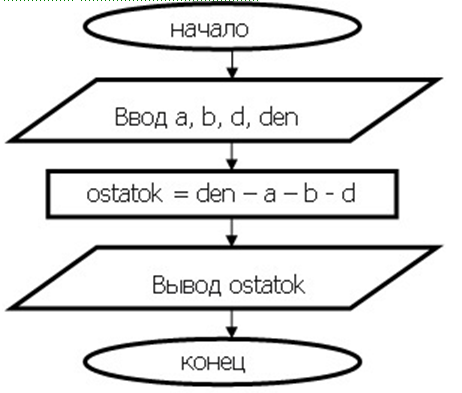 начало
Ввод a, b, d, den
ostatok = den – a – b - d
Вывод ostatok
конец